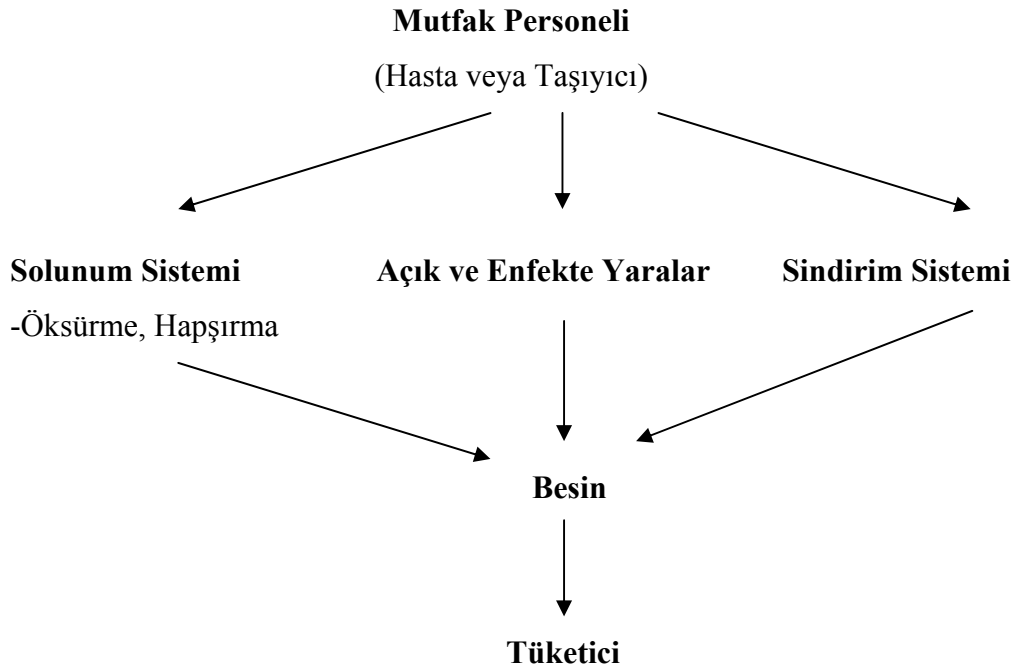 Mutfak Personeli
(Hasta veya Taşıyıcı)
Solunum Sistemi
Açık ve Enfekte Yaralar
Sindirim Sistemi
-Öksürme, Hapşırma
Besin
Tüketici